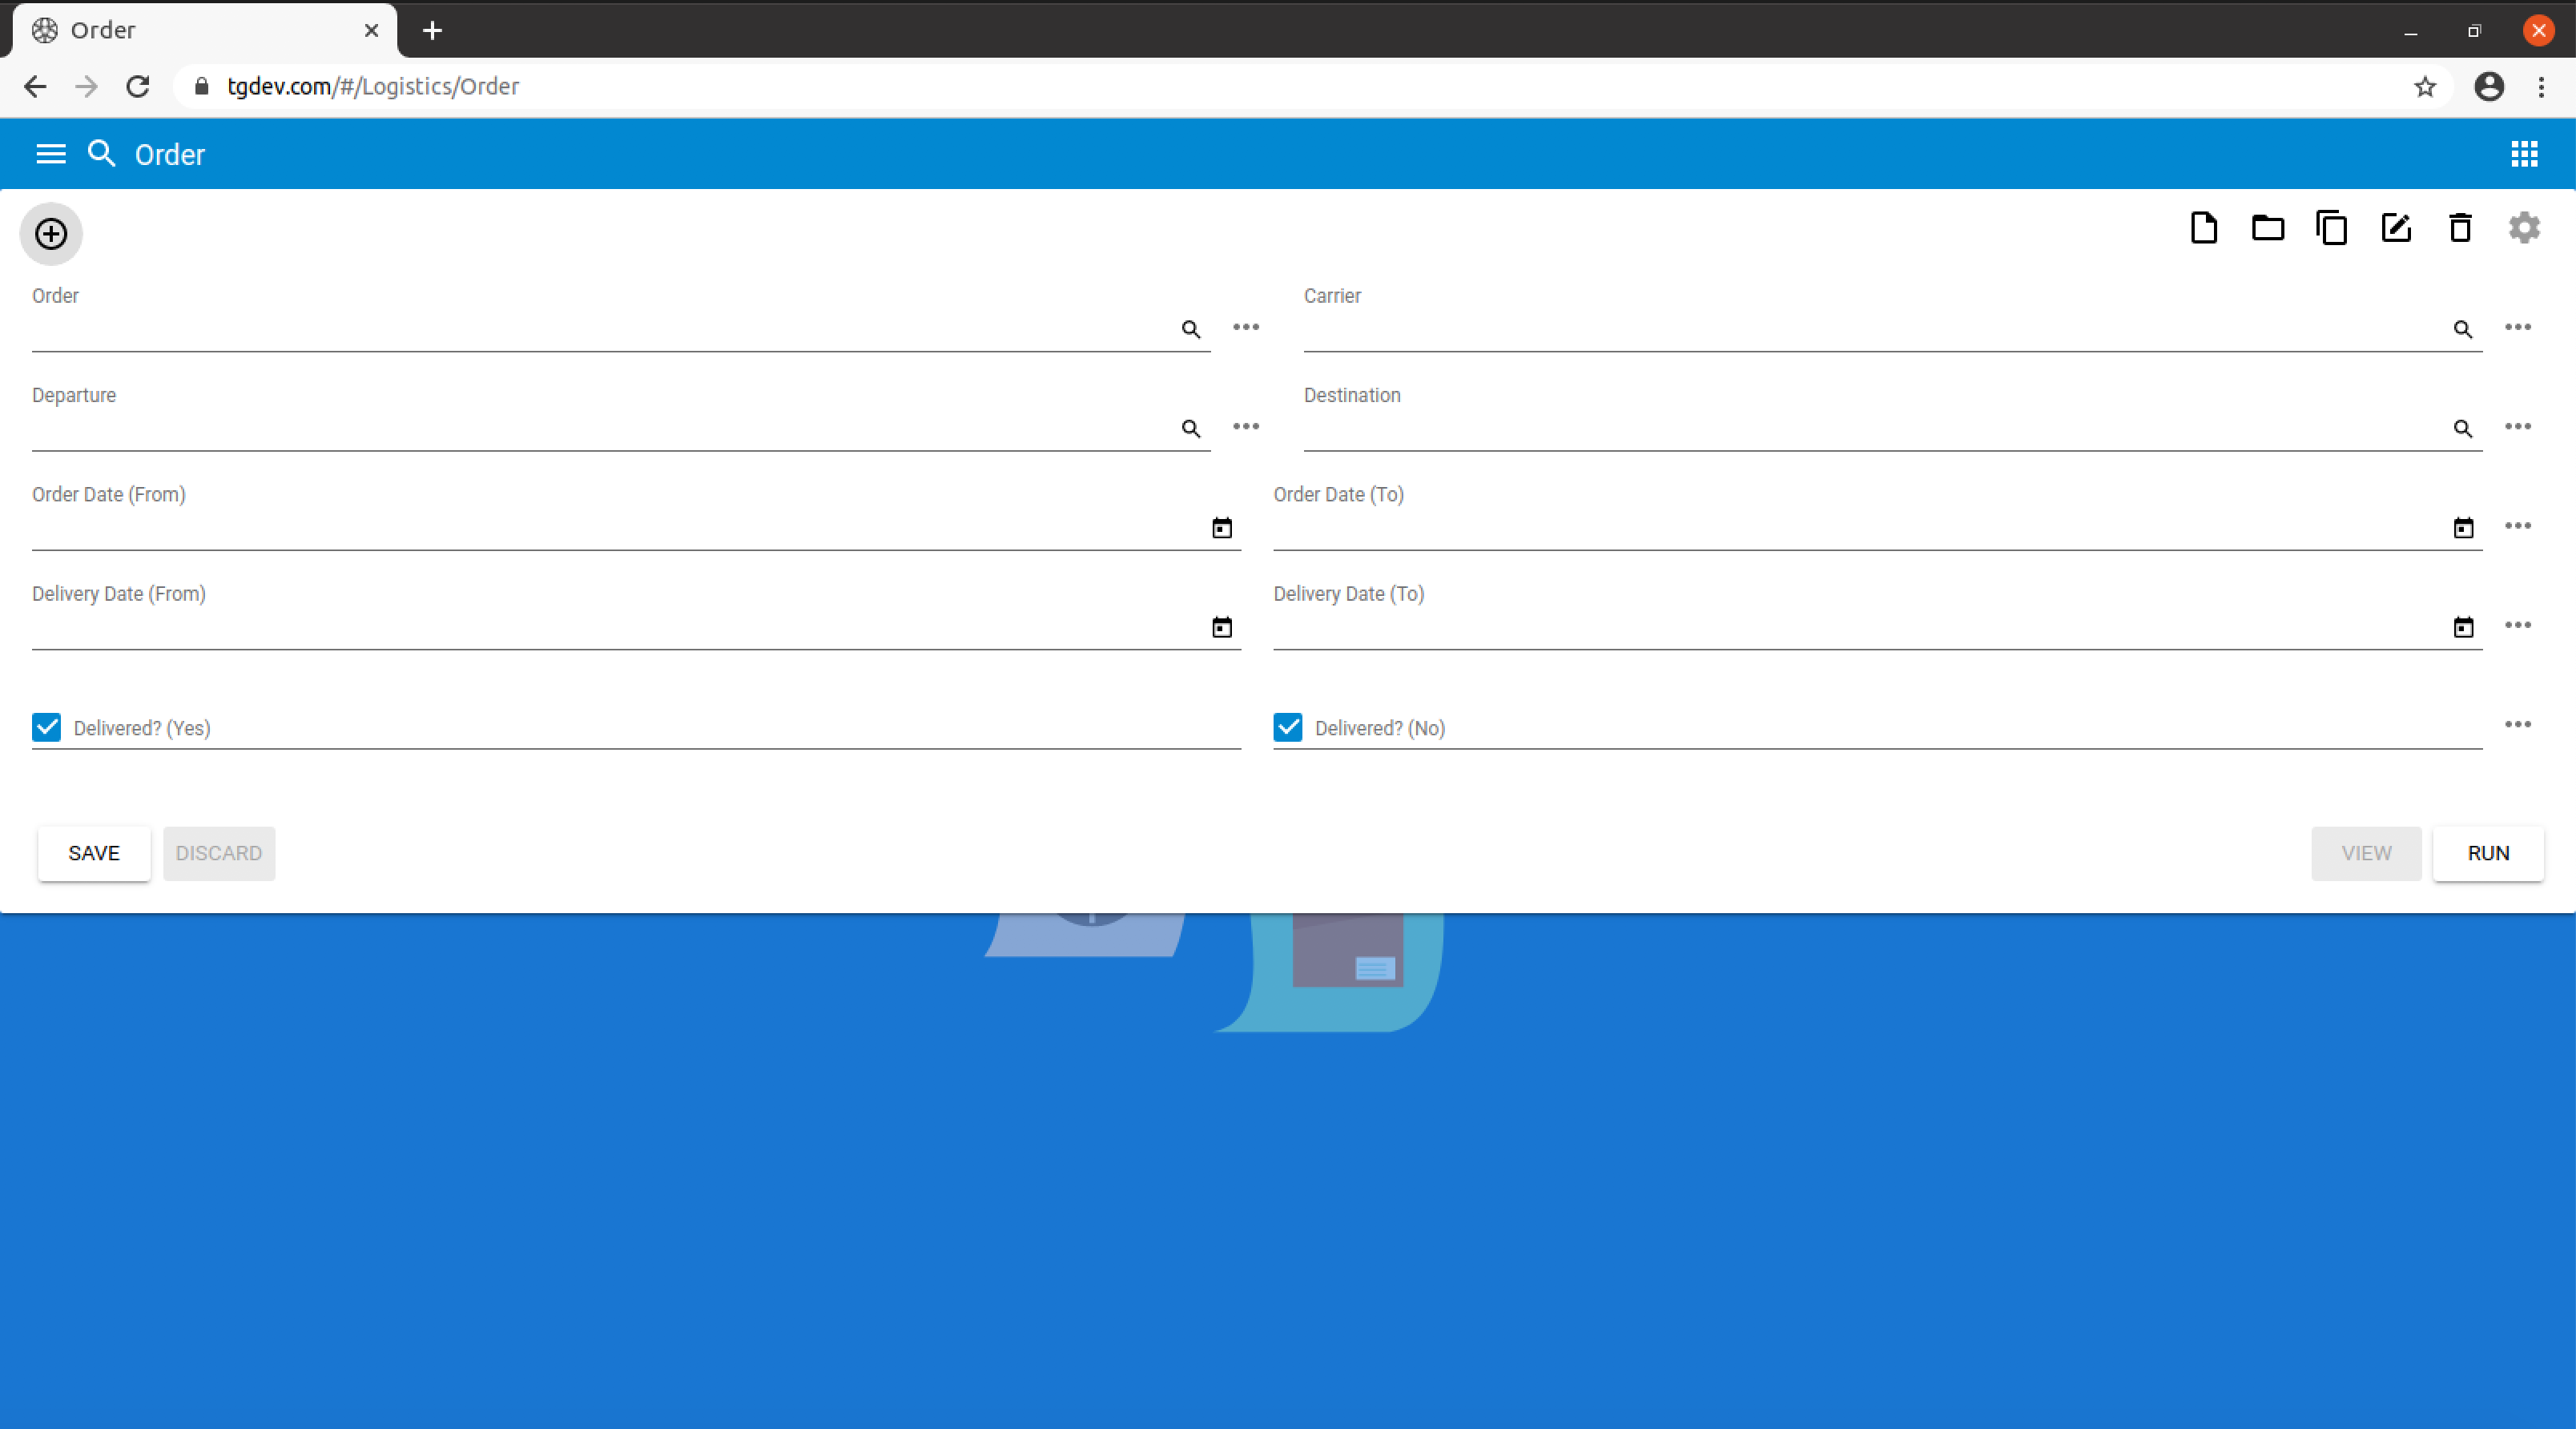 Order
tgdev.com/#/Logistics/Order
Order
Order
Carrier
Departure
Destination
Order Date (From)
Order Date (To)
Delivery Date (From)
Delivery Date (To)
Delivered? (Yes)
Delivered? (No)
SAVE
DISCARD
VIEW
RUN